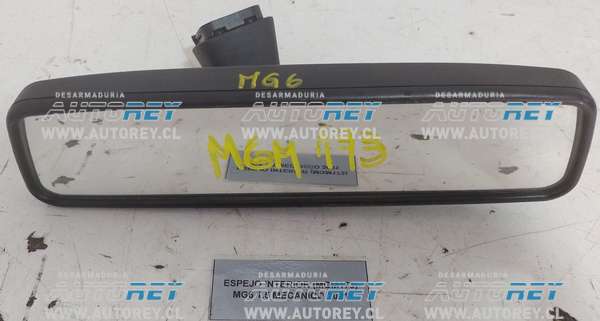 MG6
DESARMADURIA DESARMADURIA DESARMADURIA
AUTOREY AUTOREY AUTOREY
WWW.AUTOREY.CL WWW.AUTOREY.CL WWW.AUTOREY.CL
MGM 173
DESARMADURIA DESARMADURIA DESARMADURIA
AUTOREY AUTOREY AUTOREY
WWW.AUTOREY.CL WWW.AUTOREY.CL WWW.AUTOREY.CL
ESPEJO INTERIOR
MG6 1.8 MECANICO